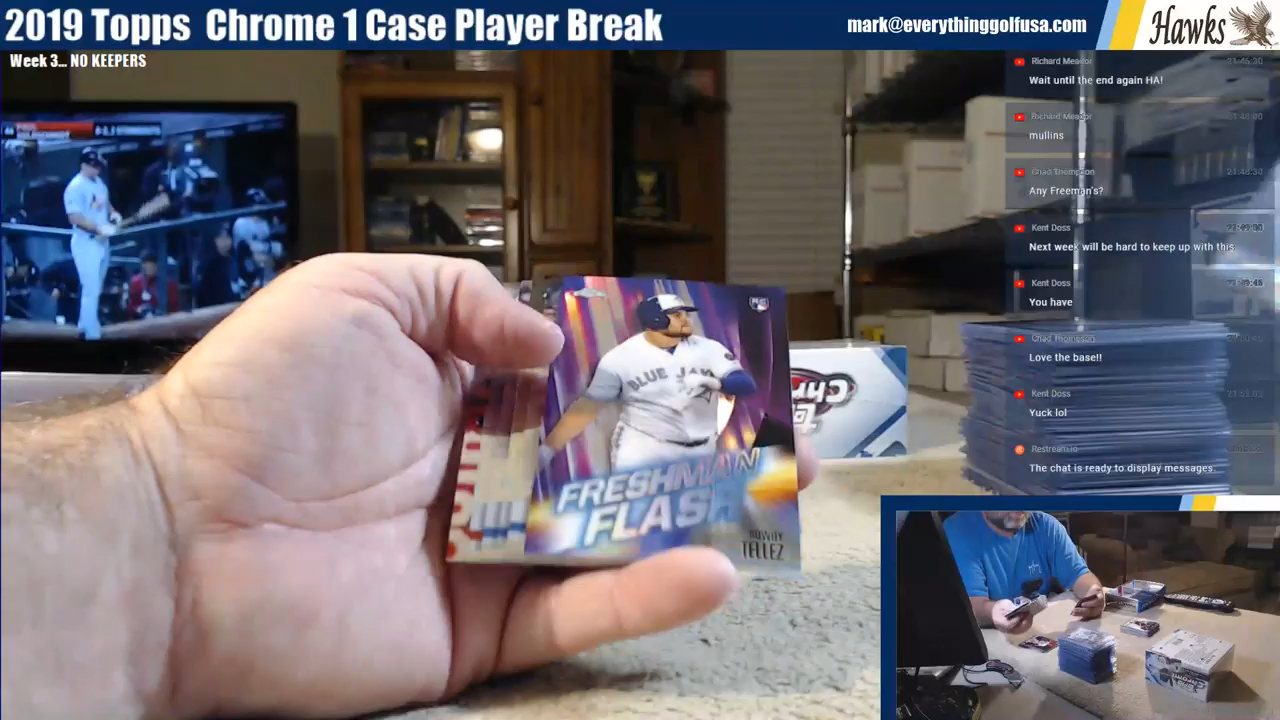 2019 Topps Chrome 1 Case Player Break
mark@everythinggolfusa.com
Hawks
Week 3... NO KEEPERS
Richard Meador
Wait until the end again HA!
Richard Meador
mullins
Chad Thompson
Any Freeman's?
Kent Doss
Next week will be hard to keep up with this
Kent Doss
You have
Chad Thompson
Love the base!!
Kent Doss
Yuck lol
Restream.io
The chat is ready to display messages.
BLUE JAYS
FRESHMAN
FLASH
ROWDY
TELLEZ